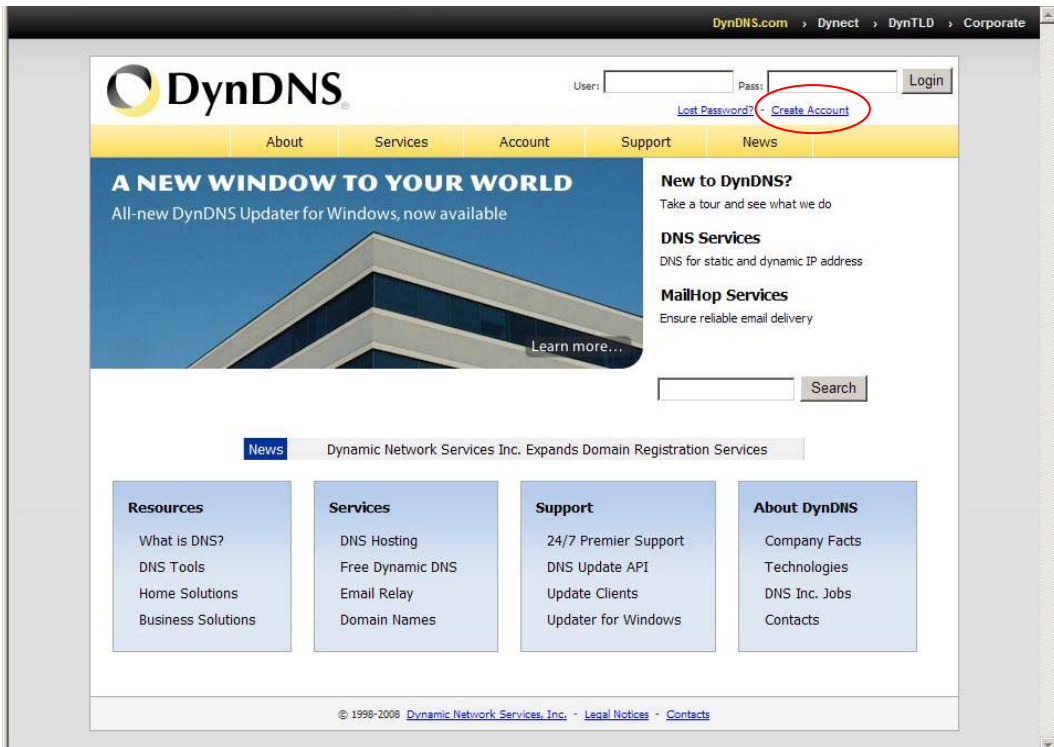 DynDNS.com › Dynect › DynTLD › Corporate
DynDNS®
User: Pass: Login
Lost Password? - Create Account
About Services Account Support News
A NEW WINDOW TO YOUR WORLD
All-new DynDNS Updater for Windows, now available
Learn more...
New to DynDNS?
Take a tour and see what we do
DNS Services
DNS for static and dynamic IP address
MailHop Services
Ensure reliable email delivery
Search
News Dynamic Network Services Inc. Expands Domain Registration Services
Resources
What is DNS?
DNS Tools
Home Solutions
Business Solutions
Services
DNS Hosting
Free Dynamic DNS
Email Relay
Domain Names
Support
24/7 Premier Support
DNS Update API
Update Clients
Updater for Windows
About DynDNS
Company Facts
Technologies
DNS Inc. Jobs
Contacts
© 1998-2008 Dynamic Network Services, Inc. - Legal Notices - Contacts